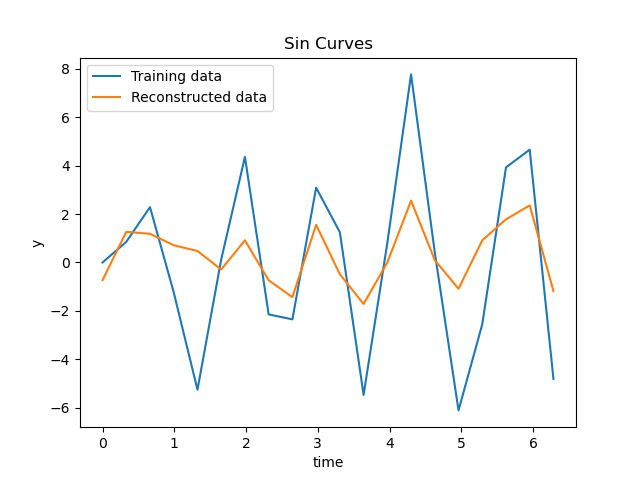 Sin Curves
Training data
Reconstructed data
y
8
6
4
2
0
−2
−4
−6
0 1 2 3 4 5 6
time